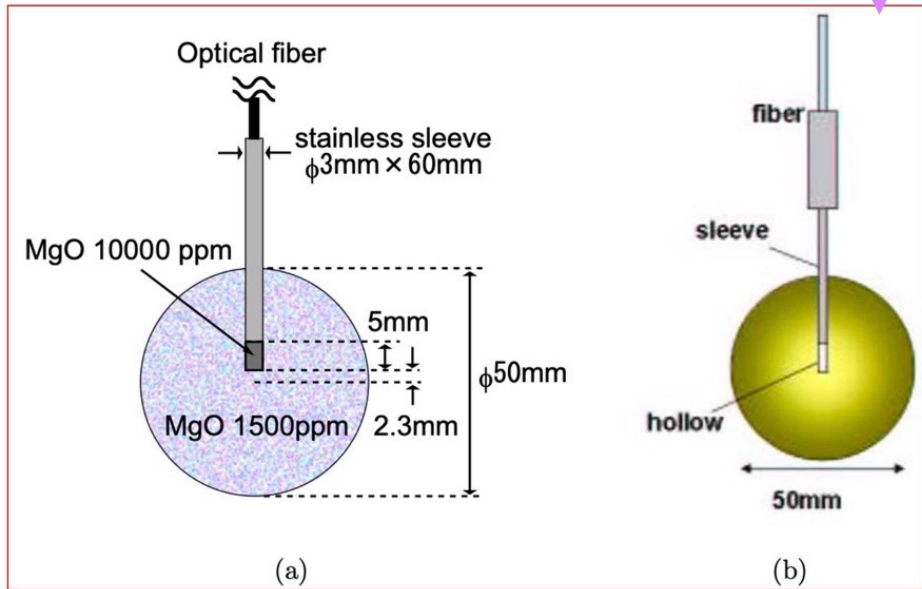 Optical fiber
stainless sleeve
ϕ3mm × 60mm
MgO 10000 ppm
5mm
ϕ50mm
MgO 1500ppm
2.3mm
(a)
fiber
sleeve
hollow
50mm
(b)